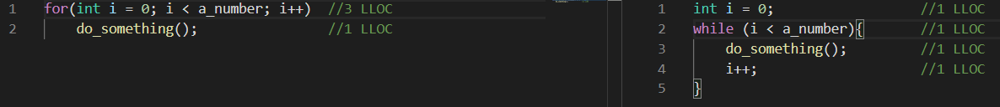 1 for(int i = 0; i < a_number; i++) //3 LLOC
2 do_something(); //1 LLOC
1 int i = 0; //1 LLOC
2 while (i < a_number){ //1 LLOC
3 do_something(); //1 LLOC
4 i++; //1 LLOC
5 }